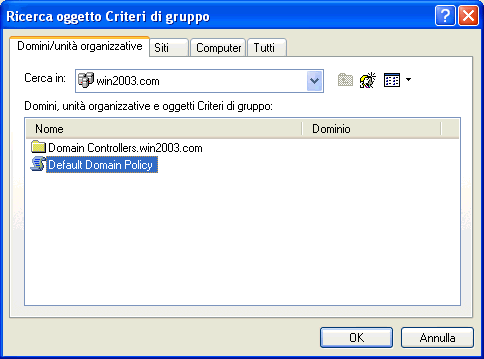 Ricerca oggetto Criteri di gruppo
Domini/unità organizzative Siti Computer Tutti
Cerca in: win2003.com
Domini, unità organizzative e oggetti Criteri di gruppo:
Nome Dominio
Domain Controllers.win2003.com
Default Domain Policy
OK Annulla